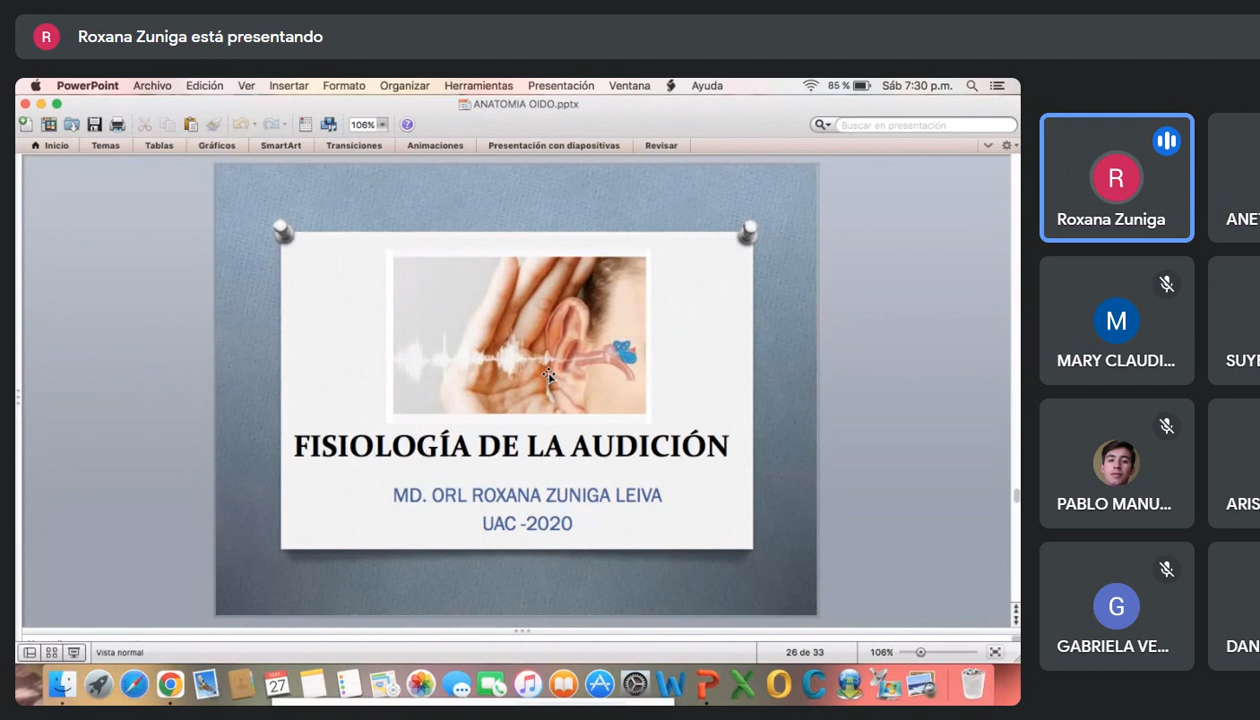 R Roxana Zuniga está presentando
PowerPoint Archivo Edición Ver Insertar Formato Organizar Herramientas Presentación Ventana Ayuda 85 % Sáb 7:30 p.m.
ANATOMIA OIDO.pptx
106% Buscar en presentación
Inicio Temas Tablas Gráficos SmartArt Transiciones Animaciones Presentación con diapositivas Revisar
FISIOLOGÍA DE LA AUDICIÓN
MD. ORL ROXANA ZUNIGA LEIVA
UAC -2020
Vista normal 26 de 33 106%
27
R
Roxana Zuniga ANE
M
MARY CLAUDI... SUYE
PABLO MANU... ARIS
G
GABRIELA VE... DAN